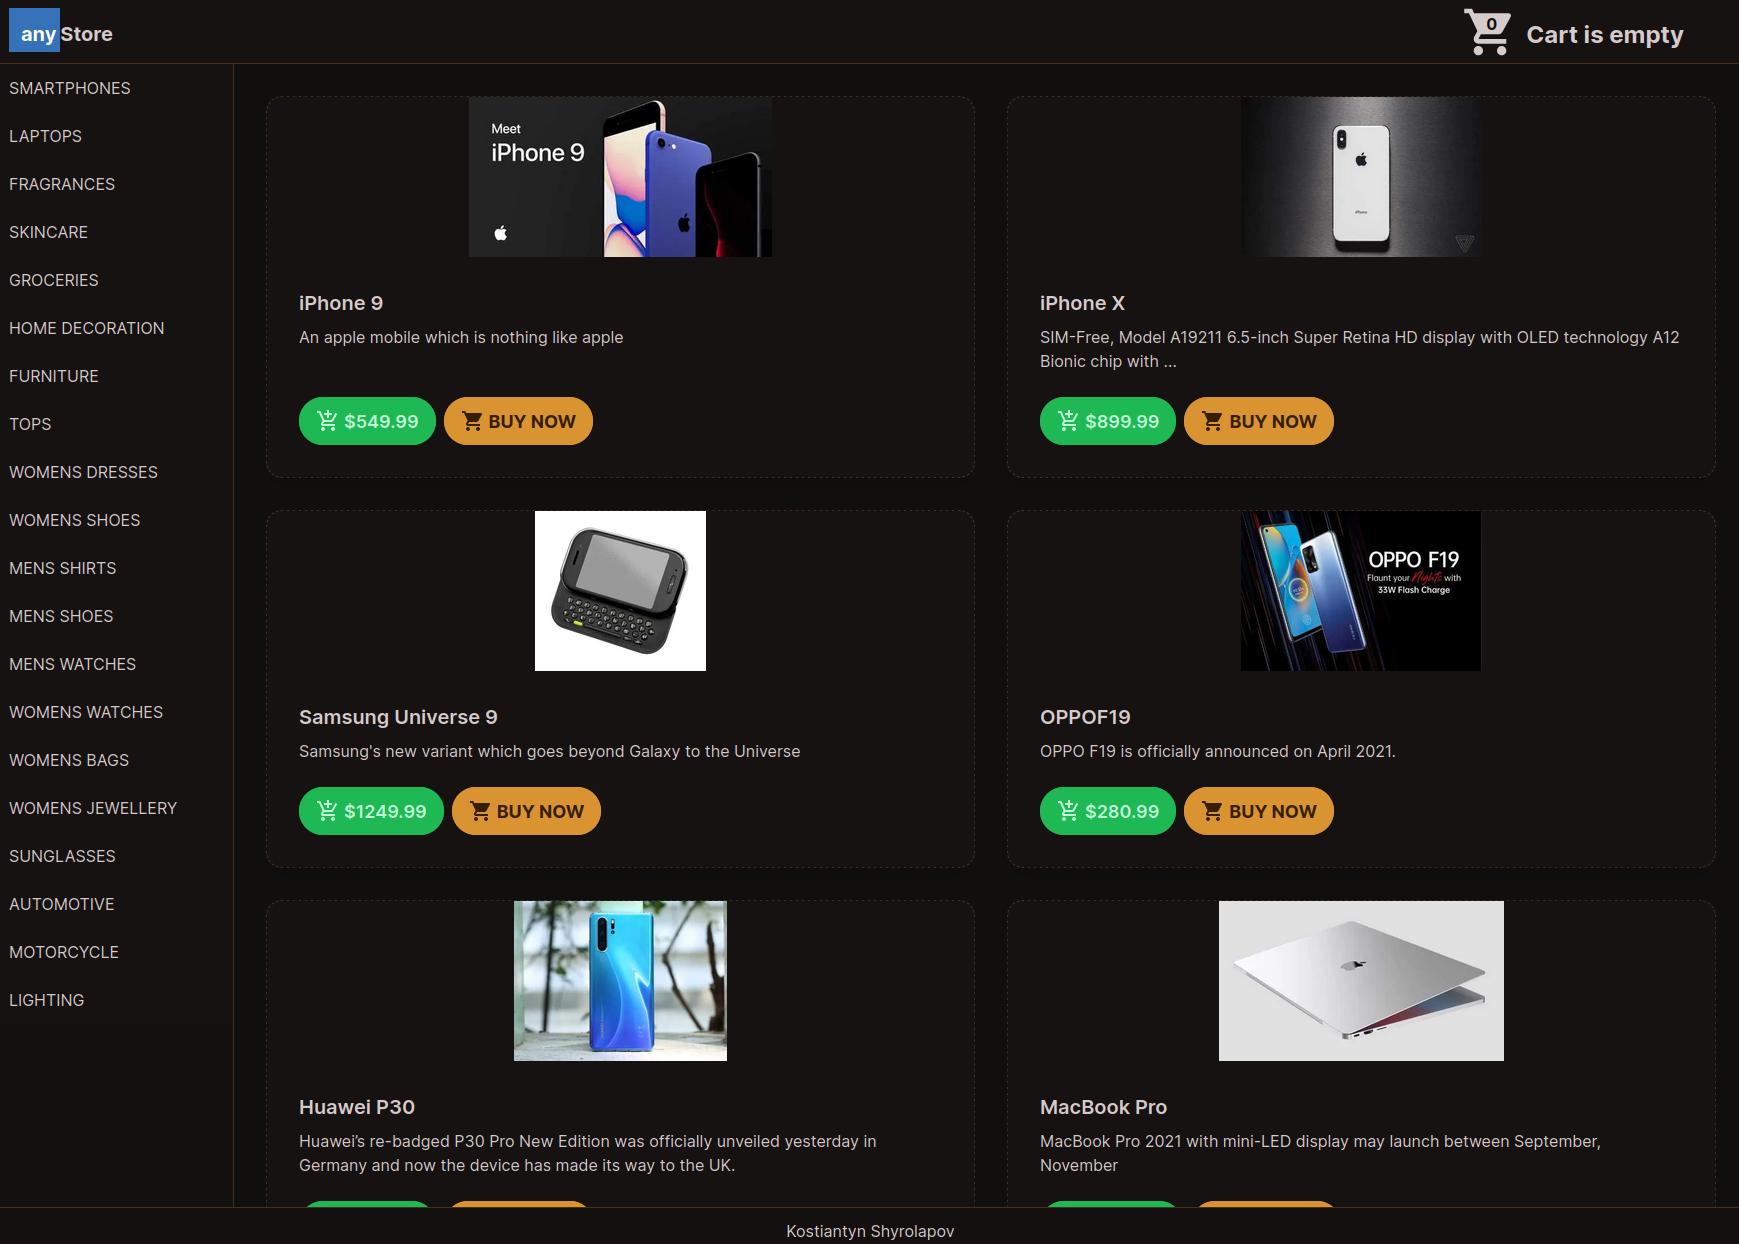 any Store
0
Cart is empty
SMARTPHONES
LAPTOPS
FRAGRANCES
SKINCARE
GROCERIES
HOME DECORATION
FURNITURE
TOPS
WOMENS DRESSES
WOMENS SHOES
MENS SHIRTS
MENS SHOES
MENS WATCHES
WOMENS WATCHES
WOMENS BAGS
WOMENS JEWELLERY
SUNGLASSES
AUTOMOTIVE
MOTORCYCLE
LIGHTING
Meet
iPhone 9
iPhone 9
An apple mobile which is nothing like apple
$549.99
BUY NOW
iPhone
iPhone X
SIM-Free, Model A19211 6.5-inch Super Retina HD display with OLED technology A12
Bionic chip with ...
$899.99
BUY NOW
Samsung Universe 9
Samsung's new variant which goes beyond Galaxy to the Universe
$1249.99
BUY NOW
OPPO F19
Flaunt your Nights with
33W Flash Charge
OPPOF19
OPPO F19 is officially announced on April 2021.
$280.99
BUY NOW
Huawei P30
Huawei’s re-badged P30 Pro New Edition was officially unveiled yesterday in
Germany and now the device has made its way to the UK.
MacBook Pro
MacBook Pro 2021 with mini-LED display may launch between September,
November
Kostiantyn Shyrolapov